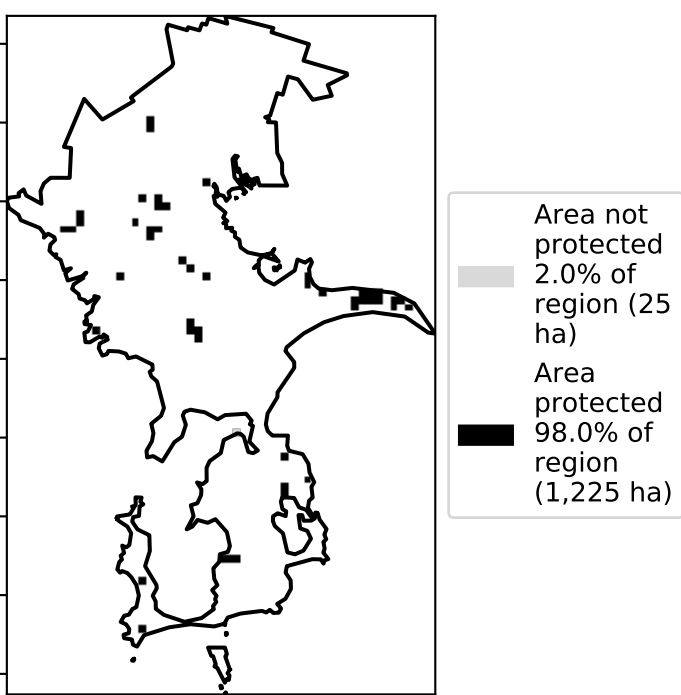 Area not
protected
2.0% of
region (25
ha)
Area
protected
98.0% of
region
(1,225 ha)